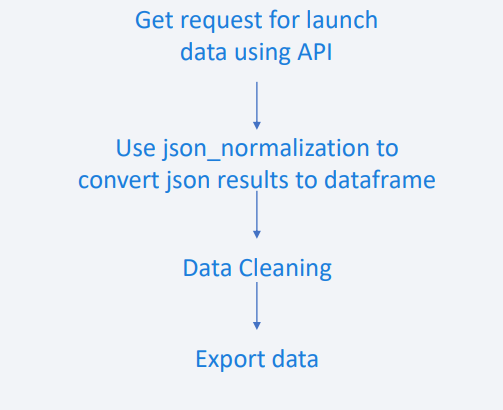 Get request for launch
data using API
Use json_normalization to
convert json results to dataframe
Data Cleaning
Export data